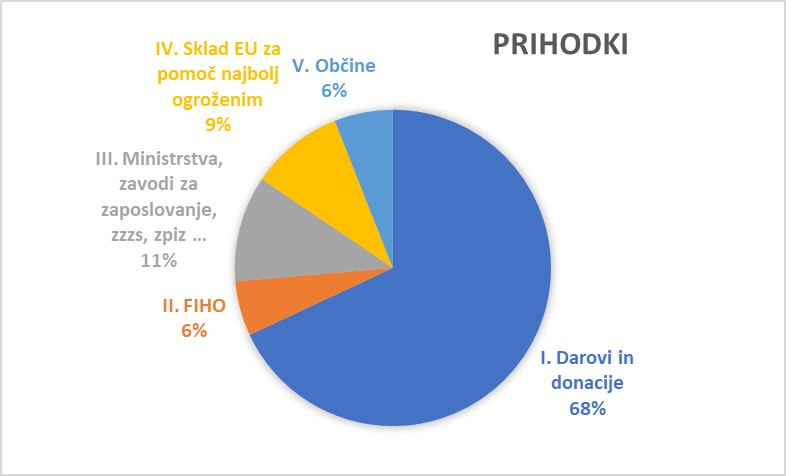 PRIHODKI
IV. Sklad EU za
pomoč najbolj
ogroženim
9%
V. Občine
6%
III. Ministrstva,
zavodi za
zaposlovanje,
zzzs, zpiz ...
11%
II. FIHO
6%
I. Darovi in
donacije
68%